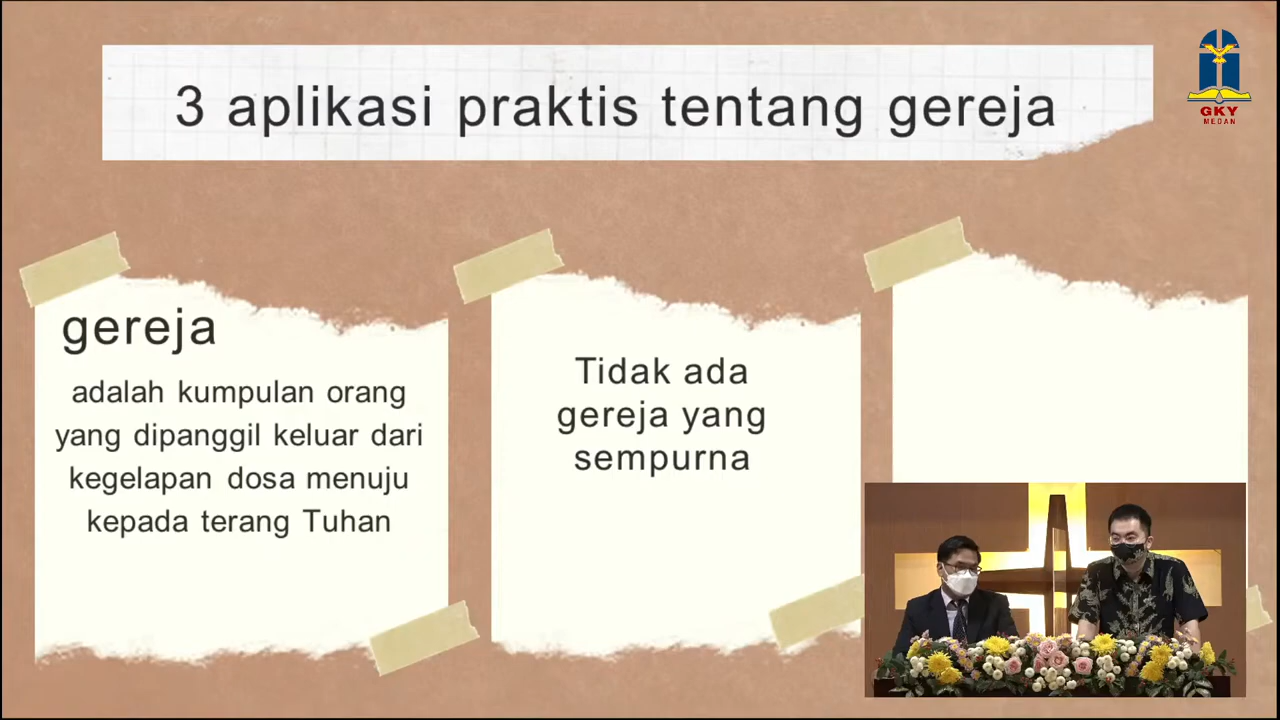 3 aplikasi praktis tentang gereja
GKY
MEDAN
gereja
adalah kumpulan orang
yang dipanggil keluar dari
kegelapan dosa menuju
kepada terang Tuhan
Tidak ada
gereja yang
sempurna